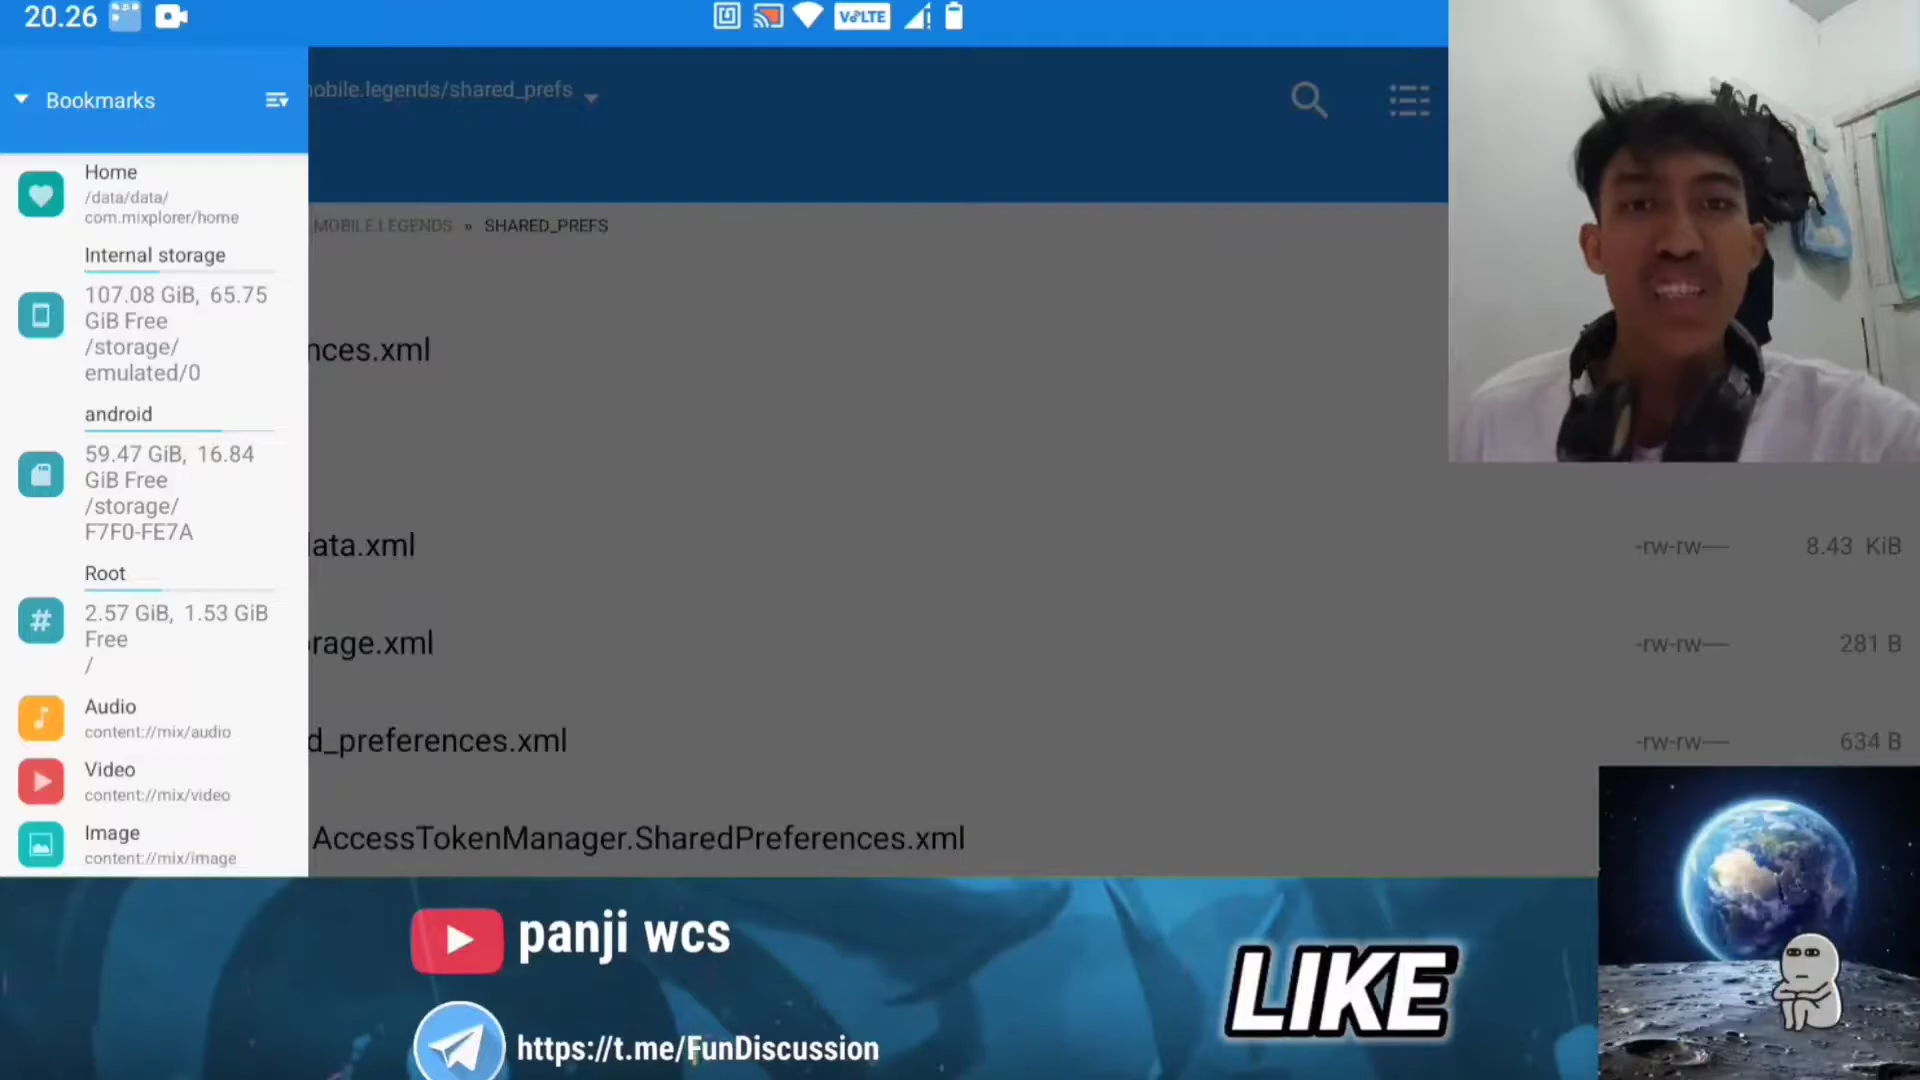 20.26
VoLTE
Bookmarks
obile.legends/shared_prefs
Home
/data/data/
com.mixplorer/home
MOBILE.LEGENDS » SHARED_PREFS
Internal storage
107.08 GiB, 65.75
GiB Free
/storage/
emulated/0
nces.xml
android
59.47 GiB, 16.84
GiB Free
/storage/
F7F0-FE7A
ata.xml -rw-rw---- 8.43 KiB
Root
2.57 GiB, 1.53 GiB
Free
/
orage.xml -rw-rw---- 281 B
Audio
content://mix/audio
d_preferences.xml -rw-rw---- 634 B
Video
content://mix/video
Image
content://mix/image
AccessTokenManager.SharedPreferences.xml
panji wcs
LIKE
https://t.me/FunDiscussion